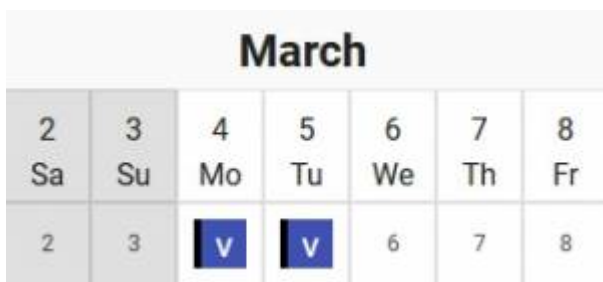 March
2 3 4 5 6 7 8
Sa Su Mo Tu We Th Fr
2 3 V V 6 7 8